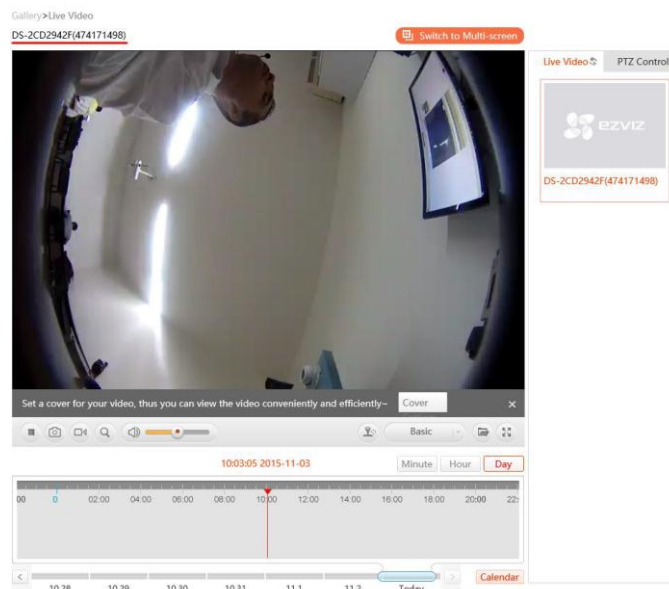 Gallery>Live Video
DS-2CD2942F(474171498)
Switch to Multi-screen
Live Video
PTZ Control
ezviz
DS-2CD2942F(474171498)
Set a cover for your video, thus you can view the video conveniently and efficiently~
Cover
Basic
10:03:05 2015-11-03
Minute Hour Day
00 0 02:00 04:00 06:00 08:00 10:00 12:00 14:00 16:00 18:00 20:00 22:
10.28 10.29 10.30 10.31 11.1 11.2 Today
Calendar